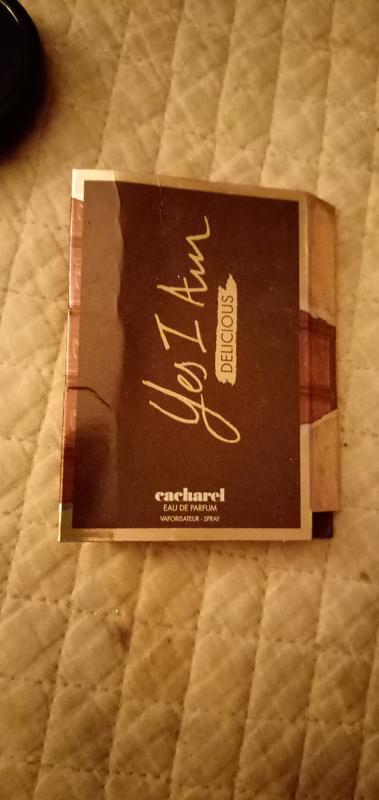 Yes I Am
DELICIOUS
cacharel
EAU DE PARFUM
VAPORISATEUR - SPRAY